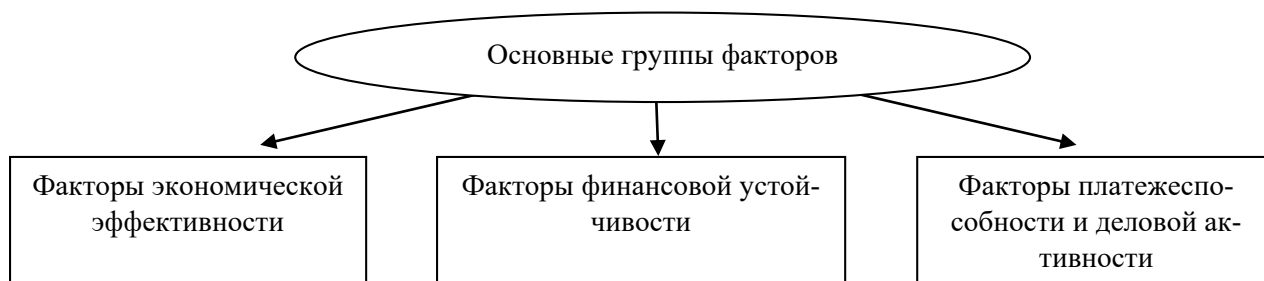 Основные группы факторов
Факторы экономической
эффективности
Факторы финансовой устой-
чивости
Факторы платежеспо-
собности и деловой ак-
тивности